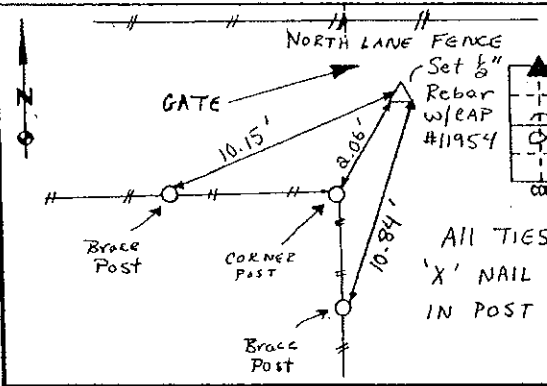 NORTH LANE FENCE
N
GATE
Set 1/2"
Rebar
w/CAP
#11954
10.15'
2.06'
10.84'
Brace
Post
CORNER
POST
Brace
Post
All TIES
'X' NAIL
IN POST